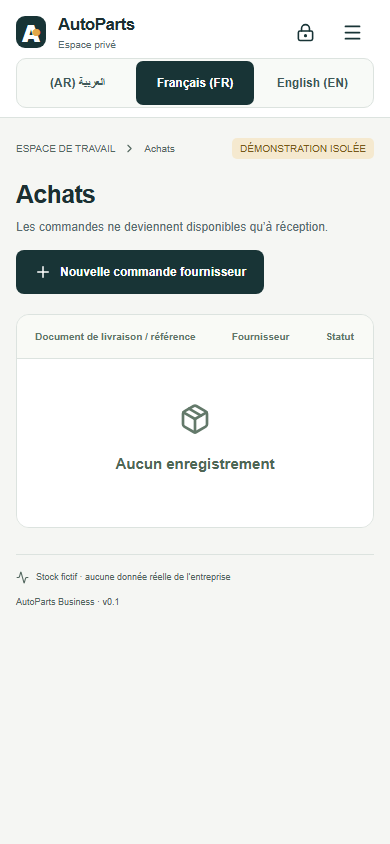 AutoParts
Espace privé
العربية (AR)
Français (FR)
English (EN)
ESPACE DE TRAVAIL > Achats
DÉMONSTRATION ISOLÉE
Achats
Les commandes ne deviennent disponibles qu'à réception.
Nouvelle commande fournisseur
Document de livraison / référence Fournisseur Statut
Aucun enregistrement
Stock fictif · aucune donnée réelle de l'entreprise
AutoParts Business · v0.1